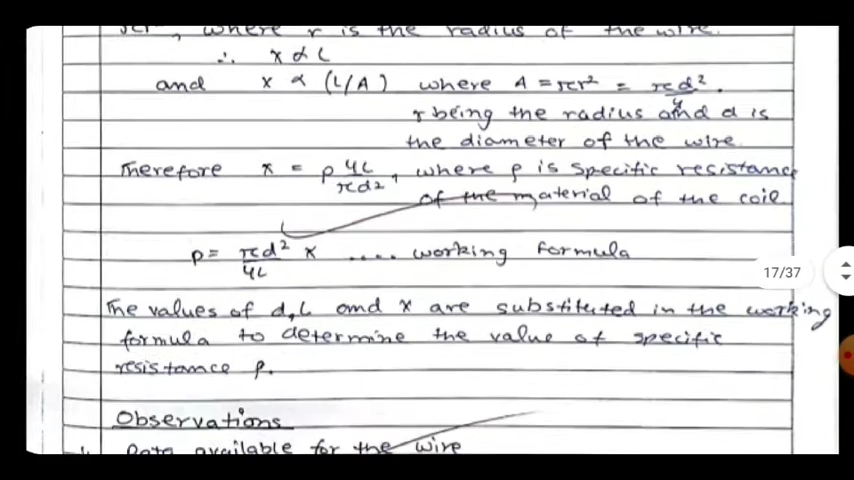 where r is the radius of the wire.
∴ x ∝ L
and x ∝ (L/A) where A = πr² = πd²/4.
r being the radius and d is
the diameter of the wire
Therefore x = ρ 4L/πd², where ρ is specific resistance
of the material of the coil.
ρ = πd²/4L x .... working formula
17/37
The values of d, L and x are substituted in the working
formula to determine the value of specific
resistance ρ.
Observations
Data available for the wire